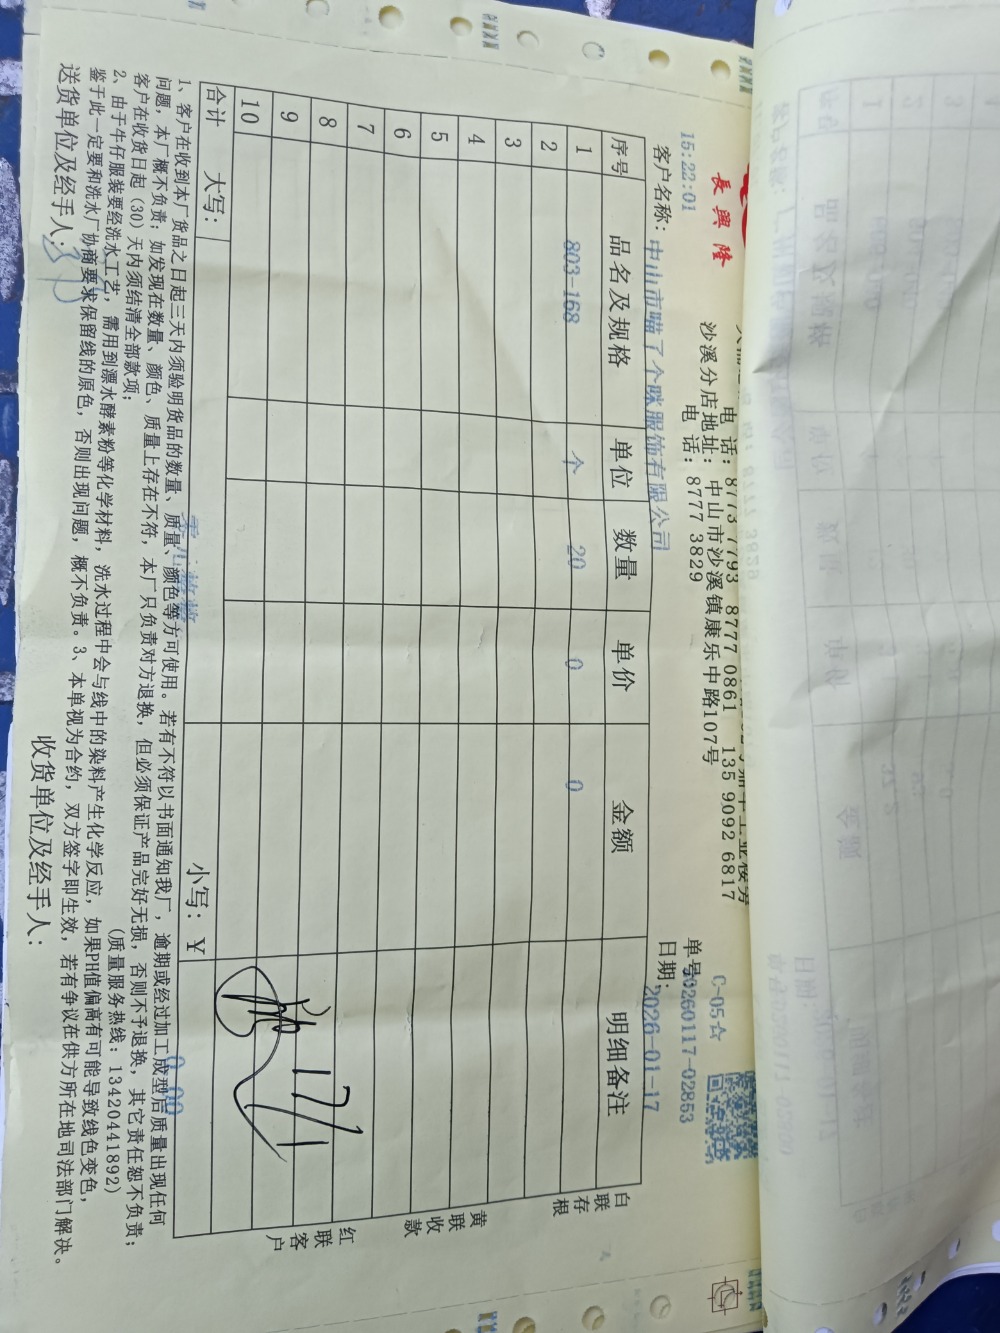 長興隆
電 话：8773 7793 8777 0861 135 9092 6817
沙溪分店地址：中山市沙溪镇康乐中路107号
电 话：8777 3829
C-05☆
15:22:01
单号:20260117-02853
客户名称:中山市喵了个咪服饰有限公司
日期:2026-01-17
序号 品名及规格 单位 数量 单价 金额 明细备注
1 803-168 个 20 0 0
2
3
4
5
6
7
8
9
10
合计 大写: 零元整 小写:￥ 0.00
白联存根
黄联收款
红联客户
1、客户在收到本厂货品之日起三天内须验明货品的数量、质量、颜色等方可使用。若有不符以书面通知我厂，逾期或经过加工成型后质量出现任何
问题，本厂概不负责；如发现在数量、颜色、质量上存在不符，本厂只负责对方退换，但必须保证产品完好无损，否则不予退换，其它责任恕不负责；
客户在收货日起（30）天内须结清全部款项；
（质量服务热线：13420441892）
2、由于牛仔服装要经洗水工艺，需用到漂水酵素粉等化学材料，洗水过程中会与线中的染料产生化学反应，如果PH值偏高有可能导致线色变色，
鉴于此一定要和洗水厂协商要求保留线的原色，否则出现问题，概不负责。3、本单视为合约，双方签字即生效，若有争议在供方所在地司法部门解决。
送货单位及经手人:
收货单位及经手人:
17/1